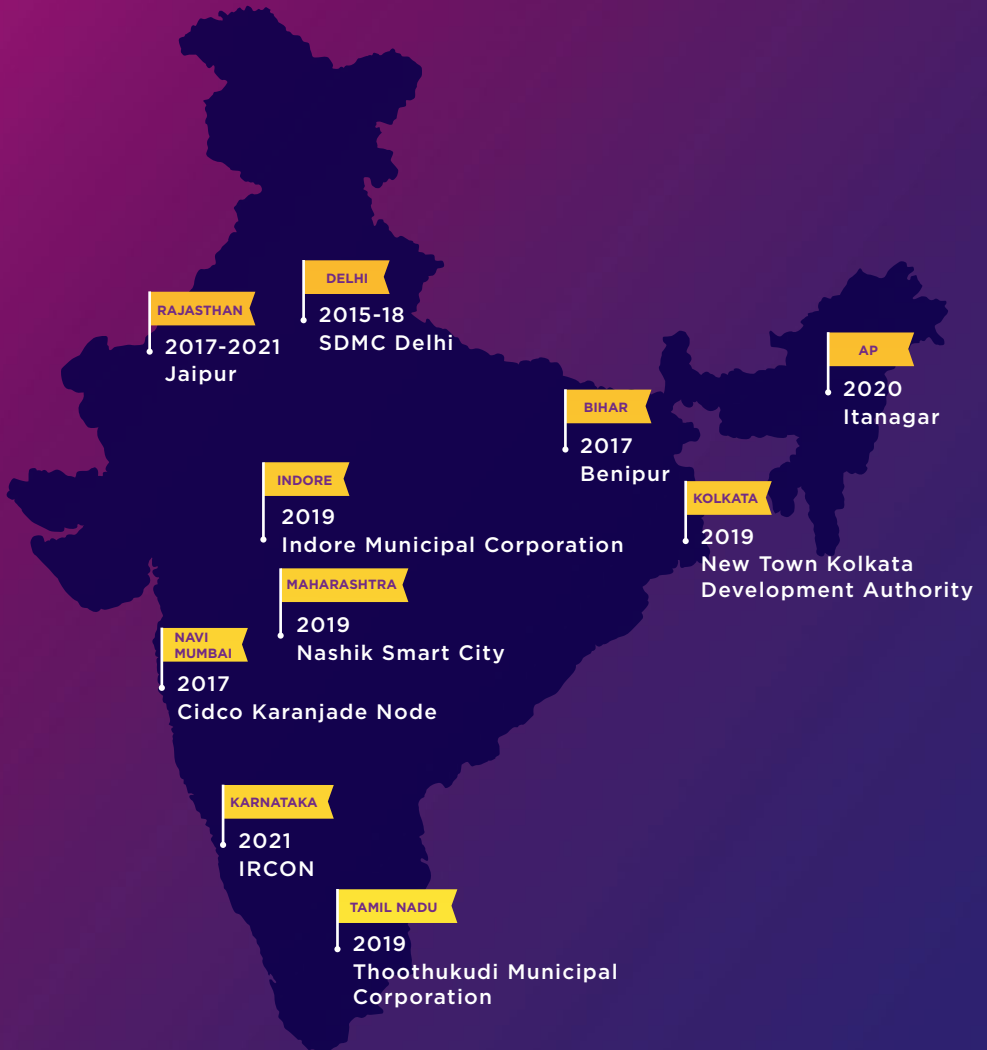 DELHI
2015-18
SDMC Delhi
RAJASTHAN
2017-2021
Jaipur
AP
2020
Itanagar
BIHAR
2017
Benipur
INDORE
2019
Indore Municipal Corporation
KOLKATA
2019
New Town Kolkata
Development Authority
MAHARASHTRA
2019
Nashik Smart City
NAVI
MUMBAI
2017
Cidco Karanjade Node
KARNATAKA
2021
IRCON
TAMIL NADU
2019
Thoothukudi Municipal
Corporation